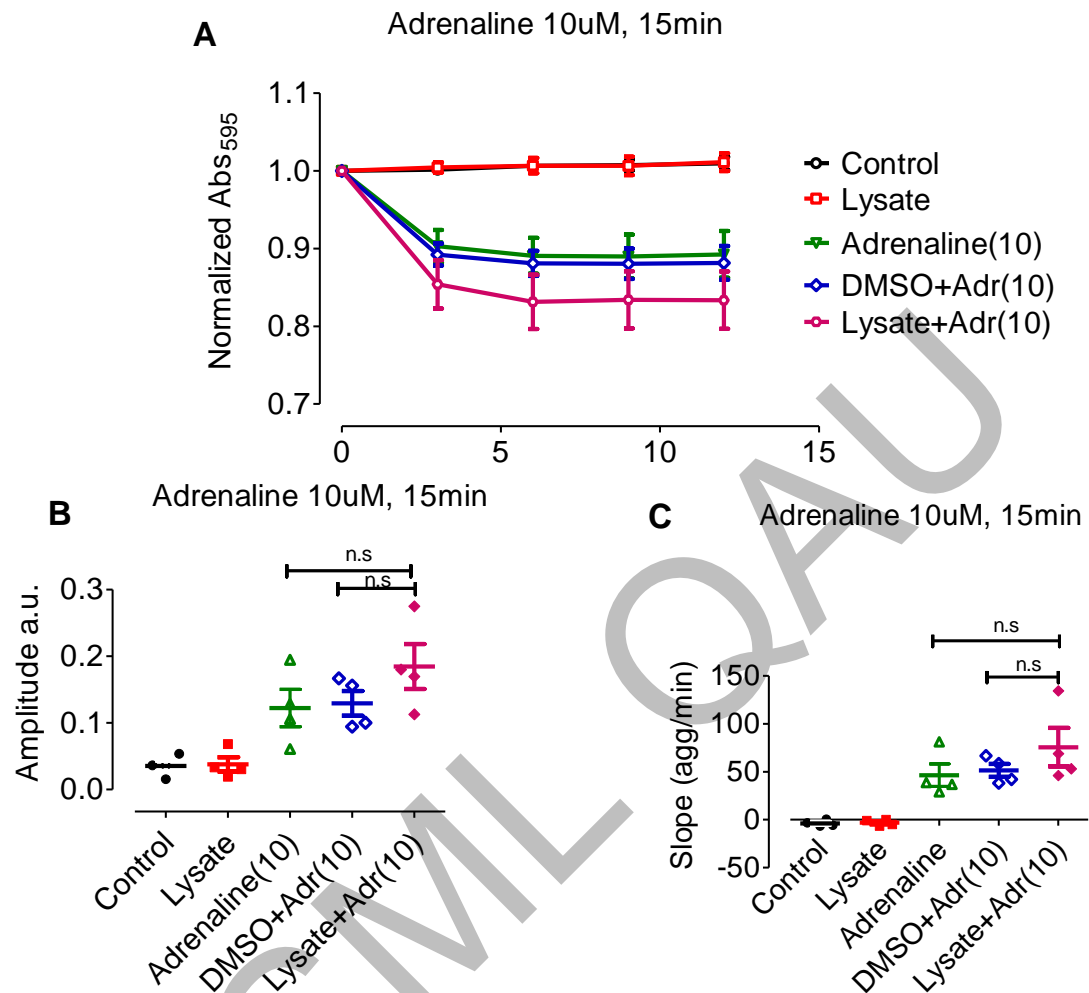 A
Adrenaline 10uM, 15min
Normalized Abs595
1.1
1.0
0.9
0.8
0.7
0
5
10
15
Control
Lysate
Adrenaline(10)
DMSO+Adr(10)
Lysate+Adr(10)
B
Adrenaline 10uM, 15min
n.s
n.s
Amplitude a.u.
0.3
0.2
0.1
0.0
Control
Lysate
Adrenaline(10)
DMSO+Adr(10)
Lysate+Adr(10)
C
Adrenaline 10uM, 15min
n.s
n.s
Slope (agg/min)
150
100
50
0
-50
Control
Lysate
Adrenaline
DMSO+Adr(10)
Lysate+Adr(10)
CML QAU